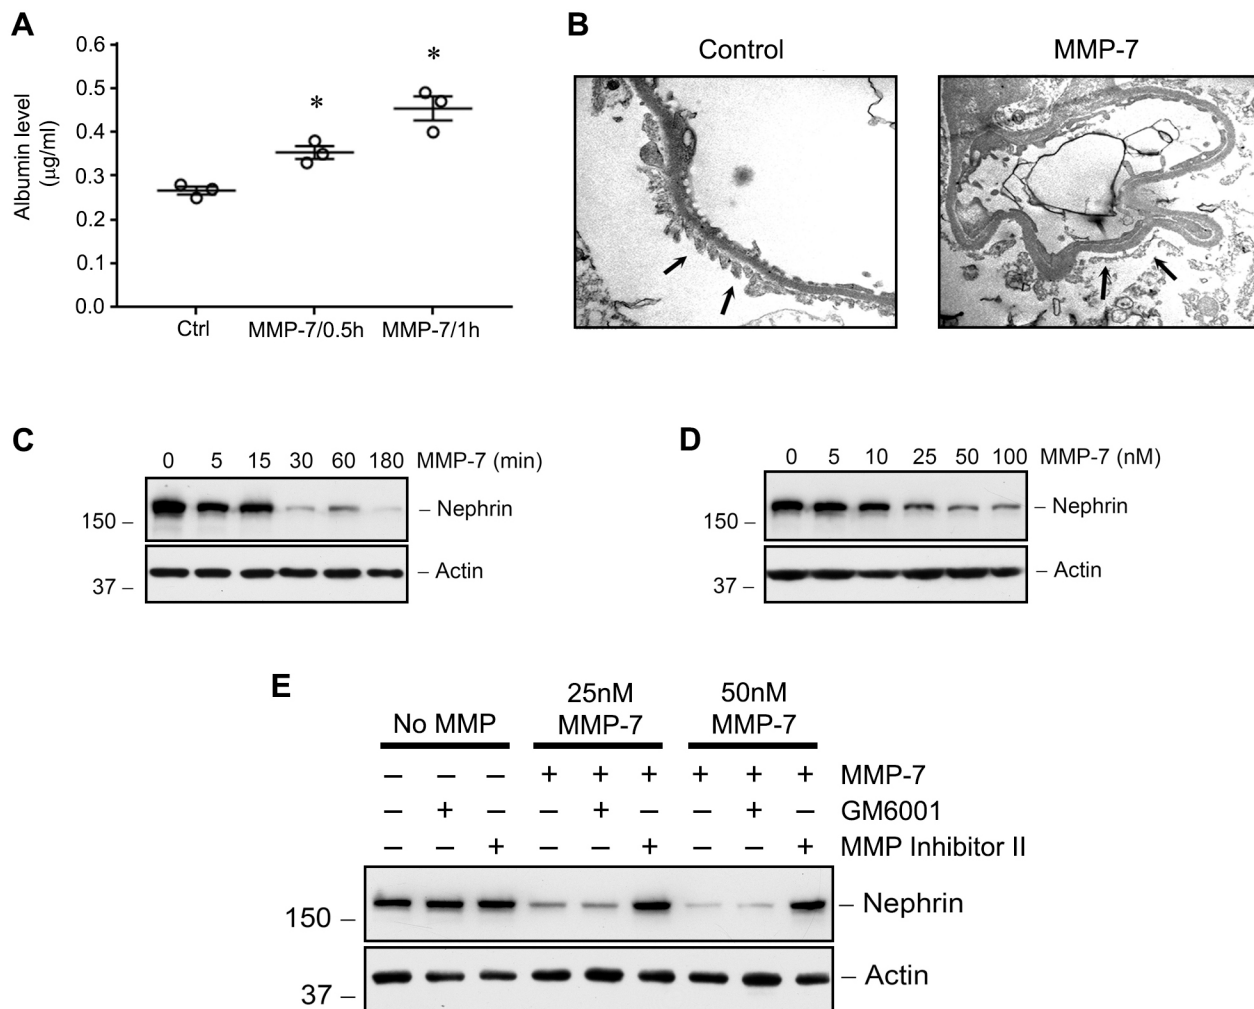 A
B
Control
MMP-7
0.6
0.5
0.4
0.3
0.2
0.1
0.0
Albumin level
(μg/ml)
*
*
Ctrl
MMP-7/0.5h
MMP-7/1h
C
0 5 15 30 60 180 MMP-7 (min)
150 – – Nephrin
37 – – Actin
D
0 5 10 25 50 100 MMP-7 (nM)
150 – – Nephrin
37 – – Actin
E
No MMP
25nM
MMP-7
50nM
MMP-7
– – – + + + + + + MMP-7
– + – – + – – + – GM6001
– – + – – + – – + MMP Inhibitor II
150 – – Nephrin
37 – – Actin